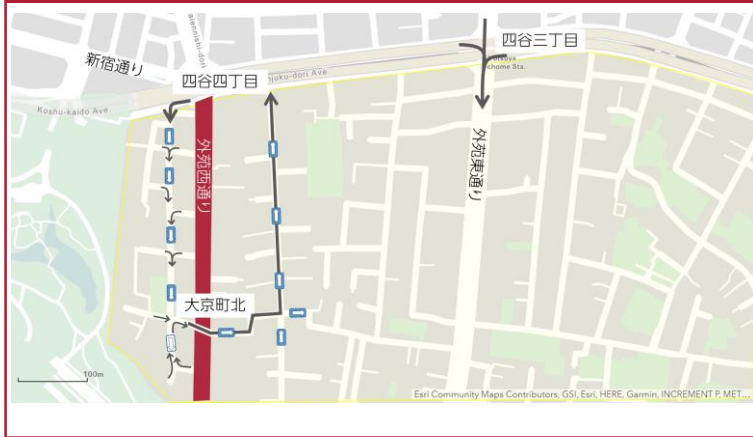 新宿通り
四谷三丁目
四谷四丁目
Koshu-kaido Ave.
外苑西通り
外苑東通り
大京町北
100m
Esri Community Maps Contributors, GSI, Esri, HERE, Garmin, INCREMENT P, MET...